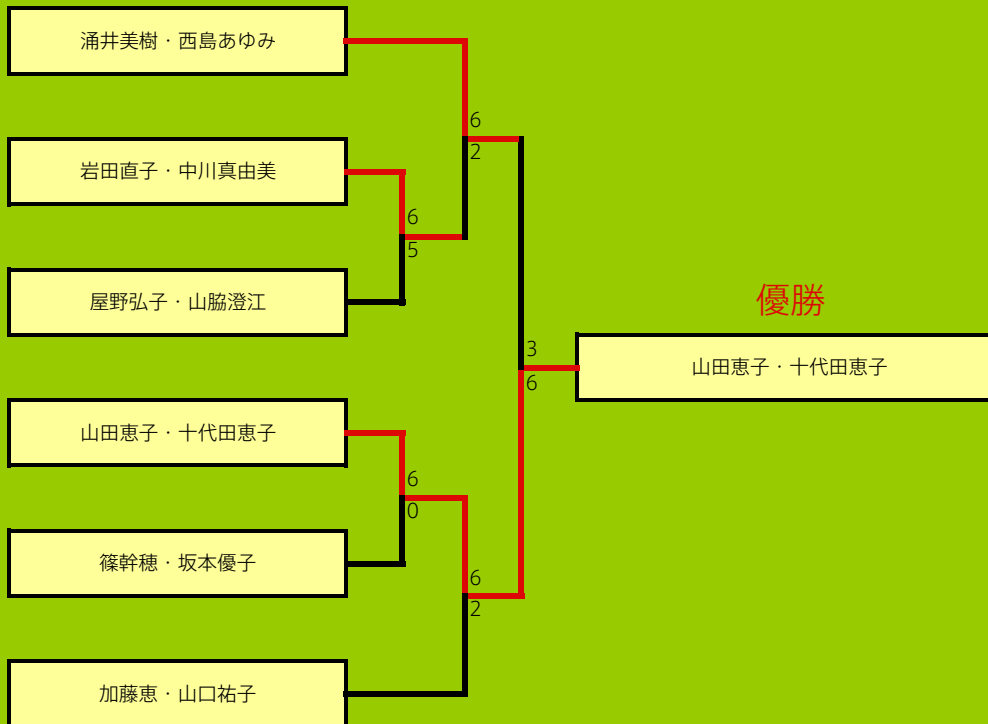 涌井美樹・西島あゆみ
6
2
岩田直子・中川真由美
6
5
屋野弘子・山脇澄江
優勝
3
6
山田恵子・十代田恵子
山田恵子・十代田恵子
6
0
篠幹穂・坂本優子
6
2
加藤恵・山口祐子